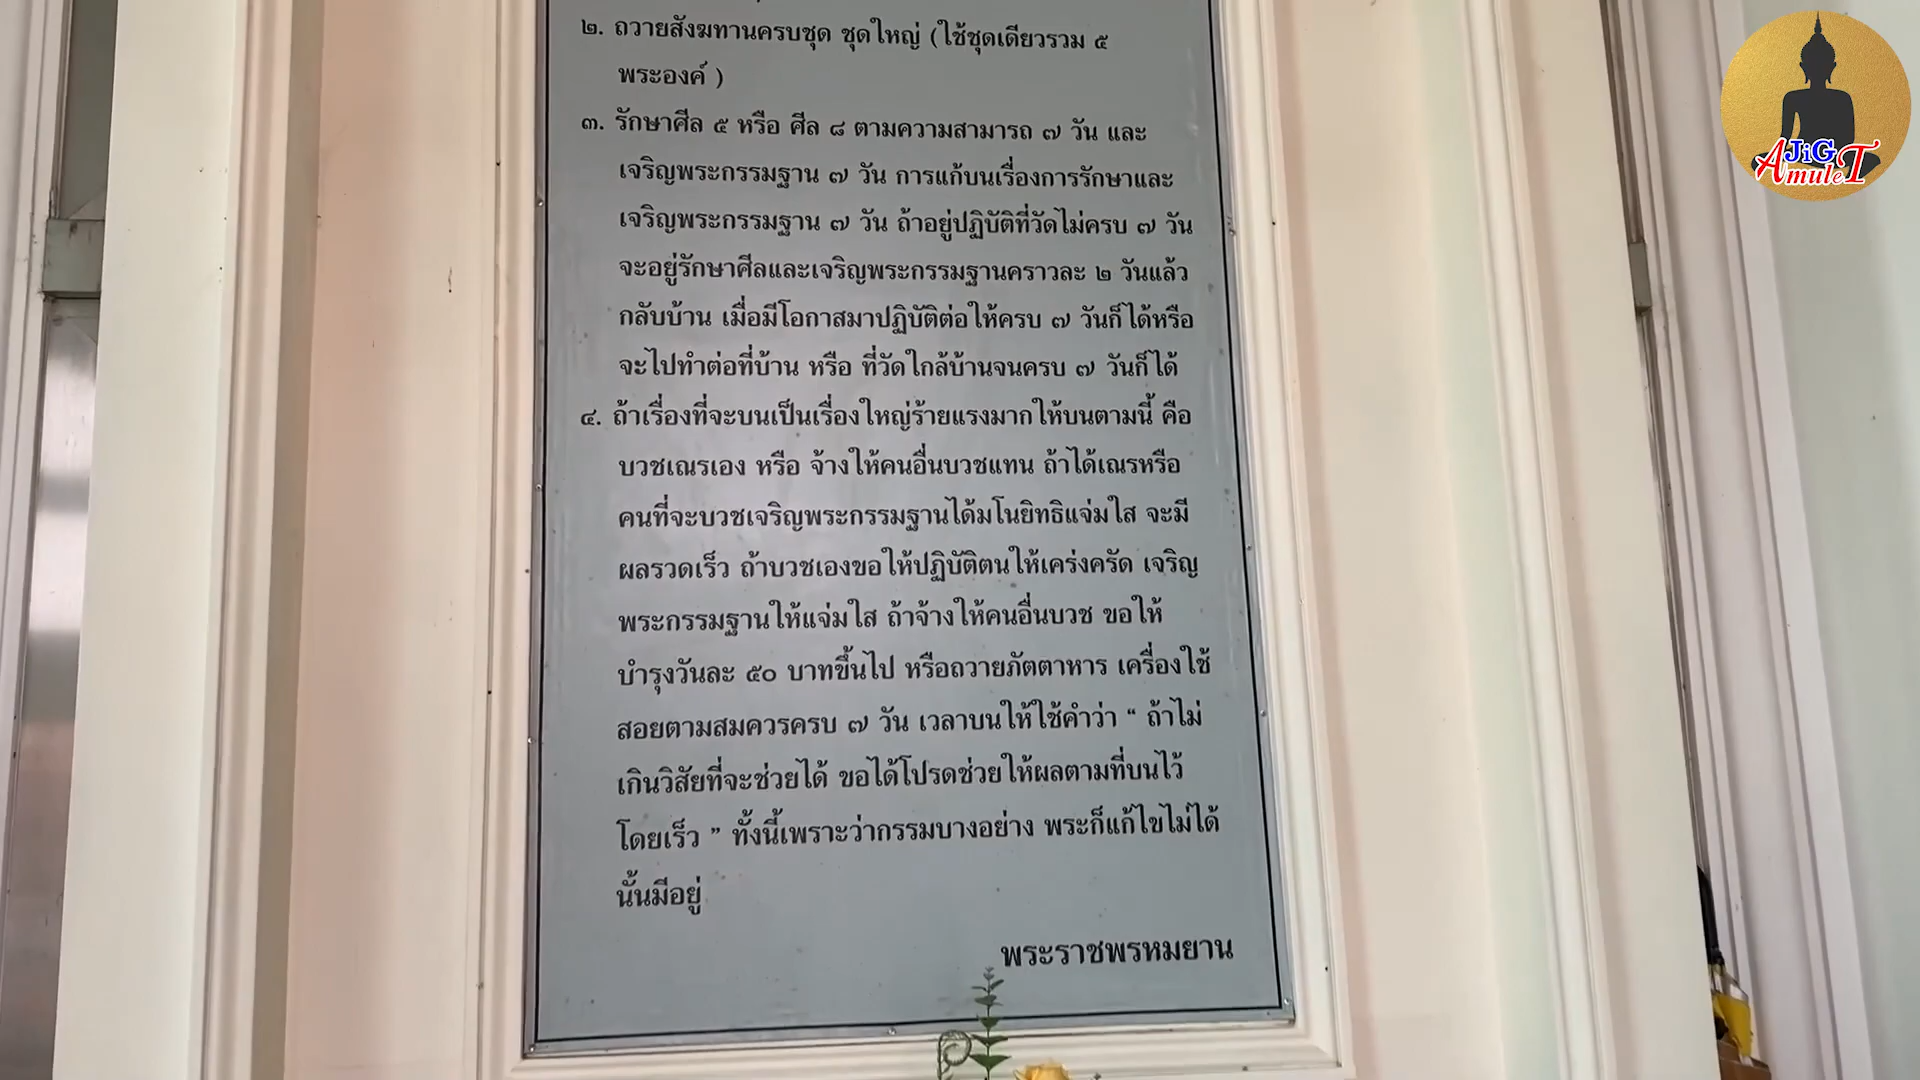 ๒. ถวายสังฆทานครบชุด ชุดใหญ่ (ใช้ชุดเดียวรวม ๕
พระองค์ )
๓. รักษาศีล ๕ หรือ ศีล ๘ ตามความสามารถ ๗ วัน และ
เจริญพระกรรมฐาน ๗ วัน การแก้บนเรื่องการรักษาและ
เจริญพระกรรมฐาน ๗ วัน ถ้าอยู่ปฏิบัติที่วัดไม่ครบ ๗ วัน
จะอยู่รักษาศีลและเจริญพระกรรมฐานคราวละ ๒ วันแล้ว
กลับบ้าน เมื่อมีโอกาสมาปฏิบัติต่อให้ครบ ๗ วันก็ได้หรือ
จะไปทำต่อที่บ้าน หรือ ที่วัดใกล้บ้านจนครบ ๗ วันก็ได้
๔. ถ้าเรื่องที่จะบนเป็นเรื่องใหญ่ร้ายแรงมากให้บนตามนี้ คือ
บวชเณรเอง หรือ จ้างให้คนอื่นบวชแทน ถ้าได้เณรหรือ
คนที่จะบวชเจริญพระกรรมฐานได้มโนยิทธิแจ่มใส จะมี
ผลรวดเร็ว ถ้าบวชเองขอให้ปฏิบัติตนให้เคร่งครัด เจริญ
พระกรรมฐานให้แจ่มใส ถ้าจ้างให้คนอื่นบวช ขอให้
บำรุงวันละ ๕๐ บาทขึ้นไป หรือถวายภัตตาหาร เครื่องใช้
สอยตามสมควรครบ ๗ วัน เวลาบนให้ใช้คำว่า “ ถ้าไม่
เกินวิสัยที่จะช่วยได้ ขอได้โปรดช่วยให้ผลตามที่บนไว้
โดยเร็ว ” ทั้งนี้เพราะว่ากรรมบางอย่าง พระก็แก้ไขไม่ได้
นั้นมีอยู่
พระราชพรหมยาน
JiG
AmuleT